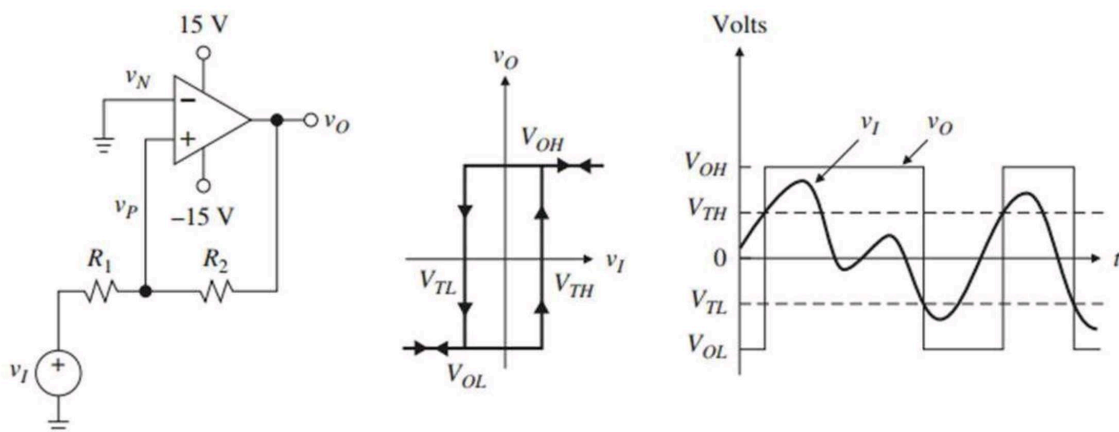 15 V
v_N
−
+
v_O
v_P
−15 V
R_1
R_2
v_I
+
v_O
V_OH
v_I
V_TL
V_TH
V_OL
Volts
v_I
v_O
V_OH
V_TH
0
t
V_TL
V_OL